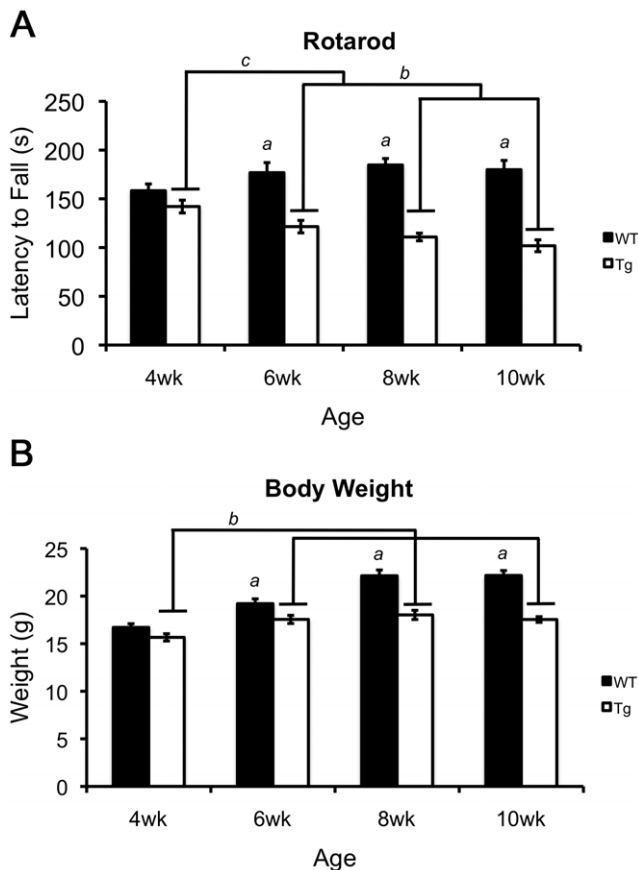 A
Rotarod
c
b
250
200
150
100
50
0
Latency to Fall (s)
a
a
a
WT
Tg
4wk
6wk
8wk
10wk
Age
B
Body Weight
b
25
20
15
10
5
0
Weight (g)
a
a
a
WT
Tg
4wk
6wk
8wk
10wk
Age